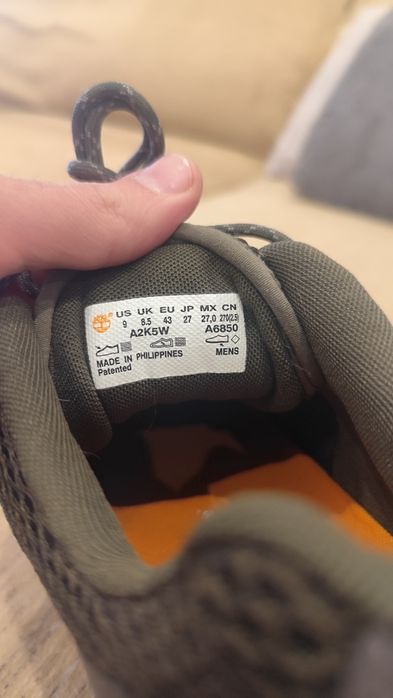 US UK EU JP MX CN
9 8.5 43 27 27,0 270(2.5)
A2K5W A6850
MENS
MADE IN PHILIPPINES
Patented